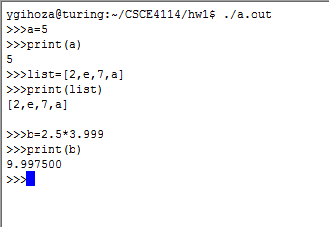 ygihoza@turing:~/CSCE4114/hw1$ ./a.out
>>>a=5
>>>print(a)
5
>>>list=[2,e,7,a]
>>>print(list)
[2,e,7,a]
>>>b=2.5*3.999
>>>print(b)
9.997500
>>>